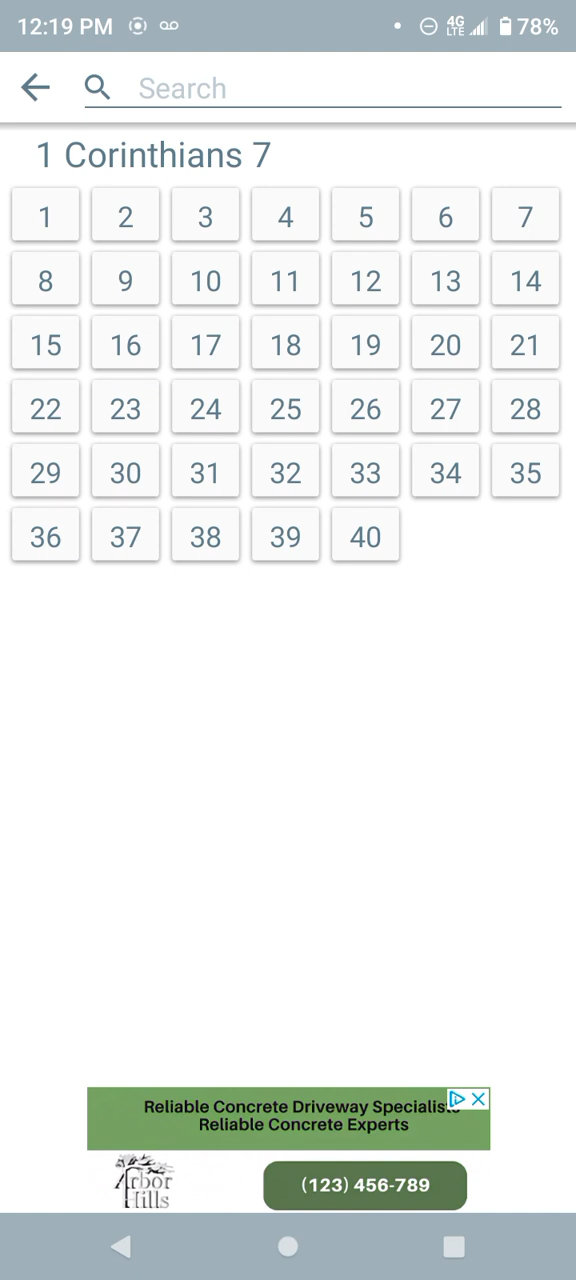 12:19 PM 4G LTE 78%
Search
1 Corinthians 7
1 2 3 4 5 6 7
8 9 10 11 12 13 14
15 16 17 18 19 20 21
22 23 24 25 26 27 28
29 30 31 32 33 34 35
36 37 38 39 40
Reliable Concrete Driveway Specialists
Reliable Concrete Experts
Arbor
Hills
(123) 456-789